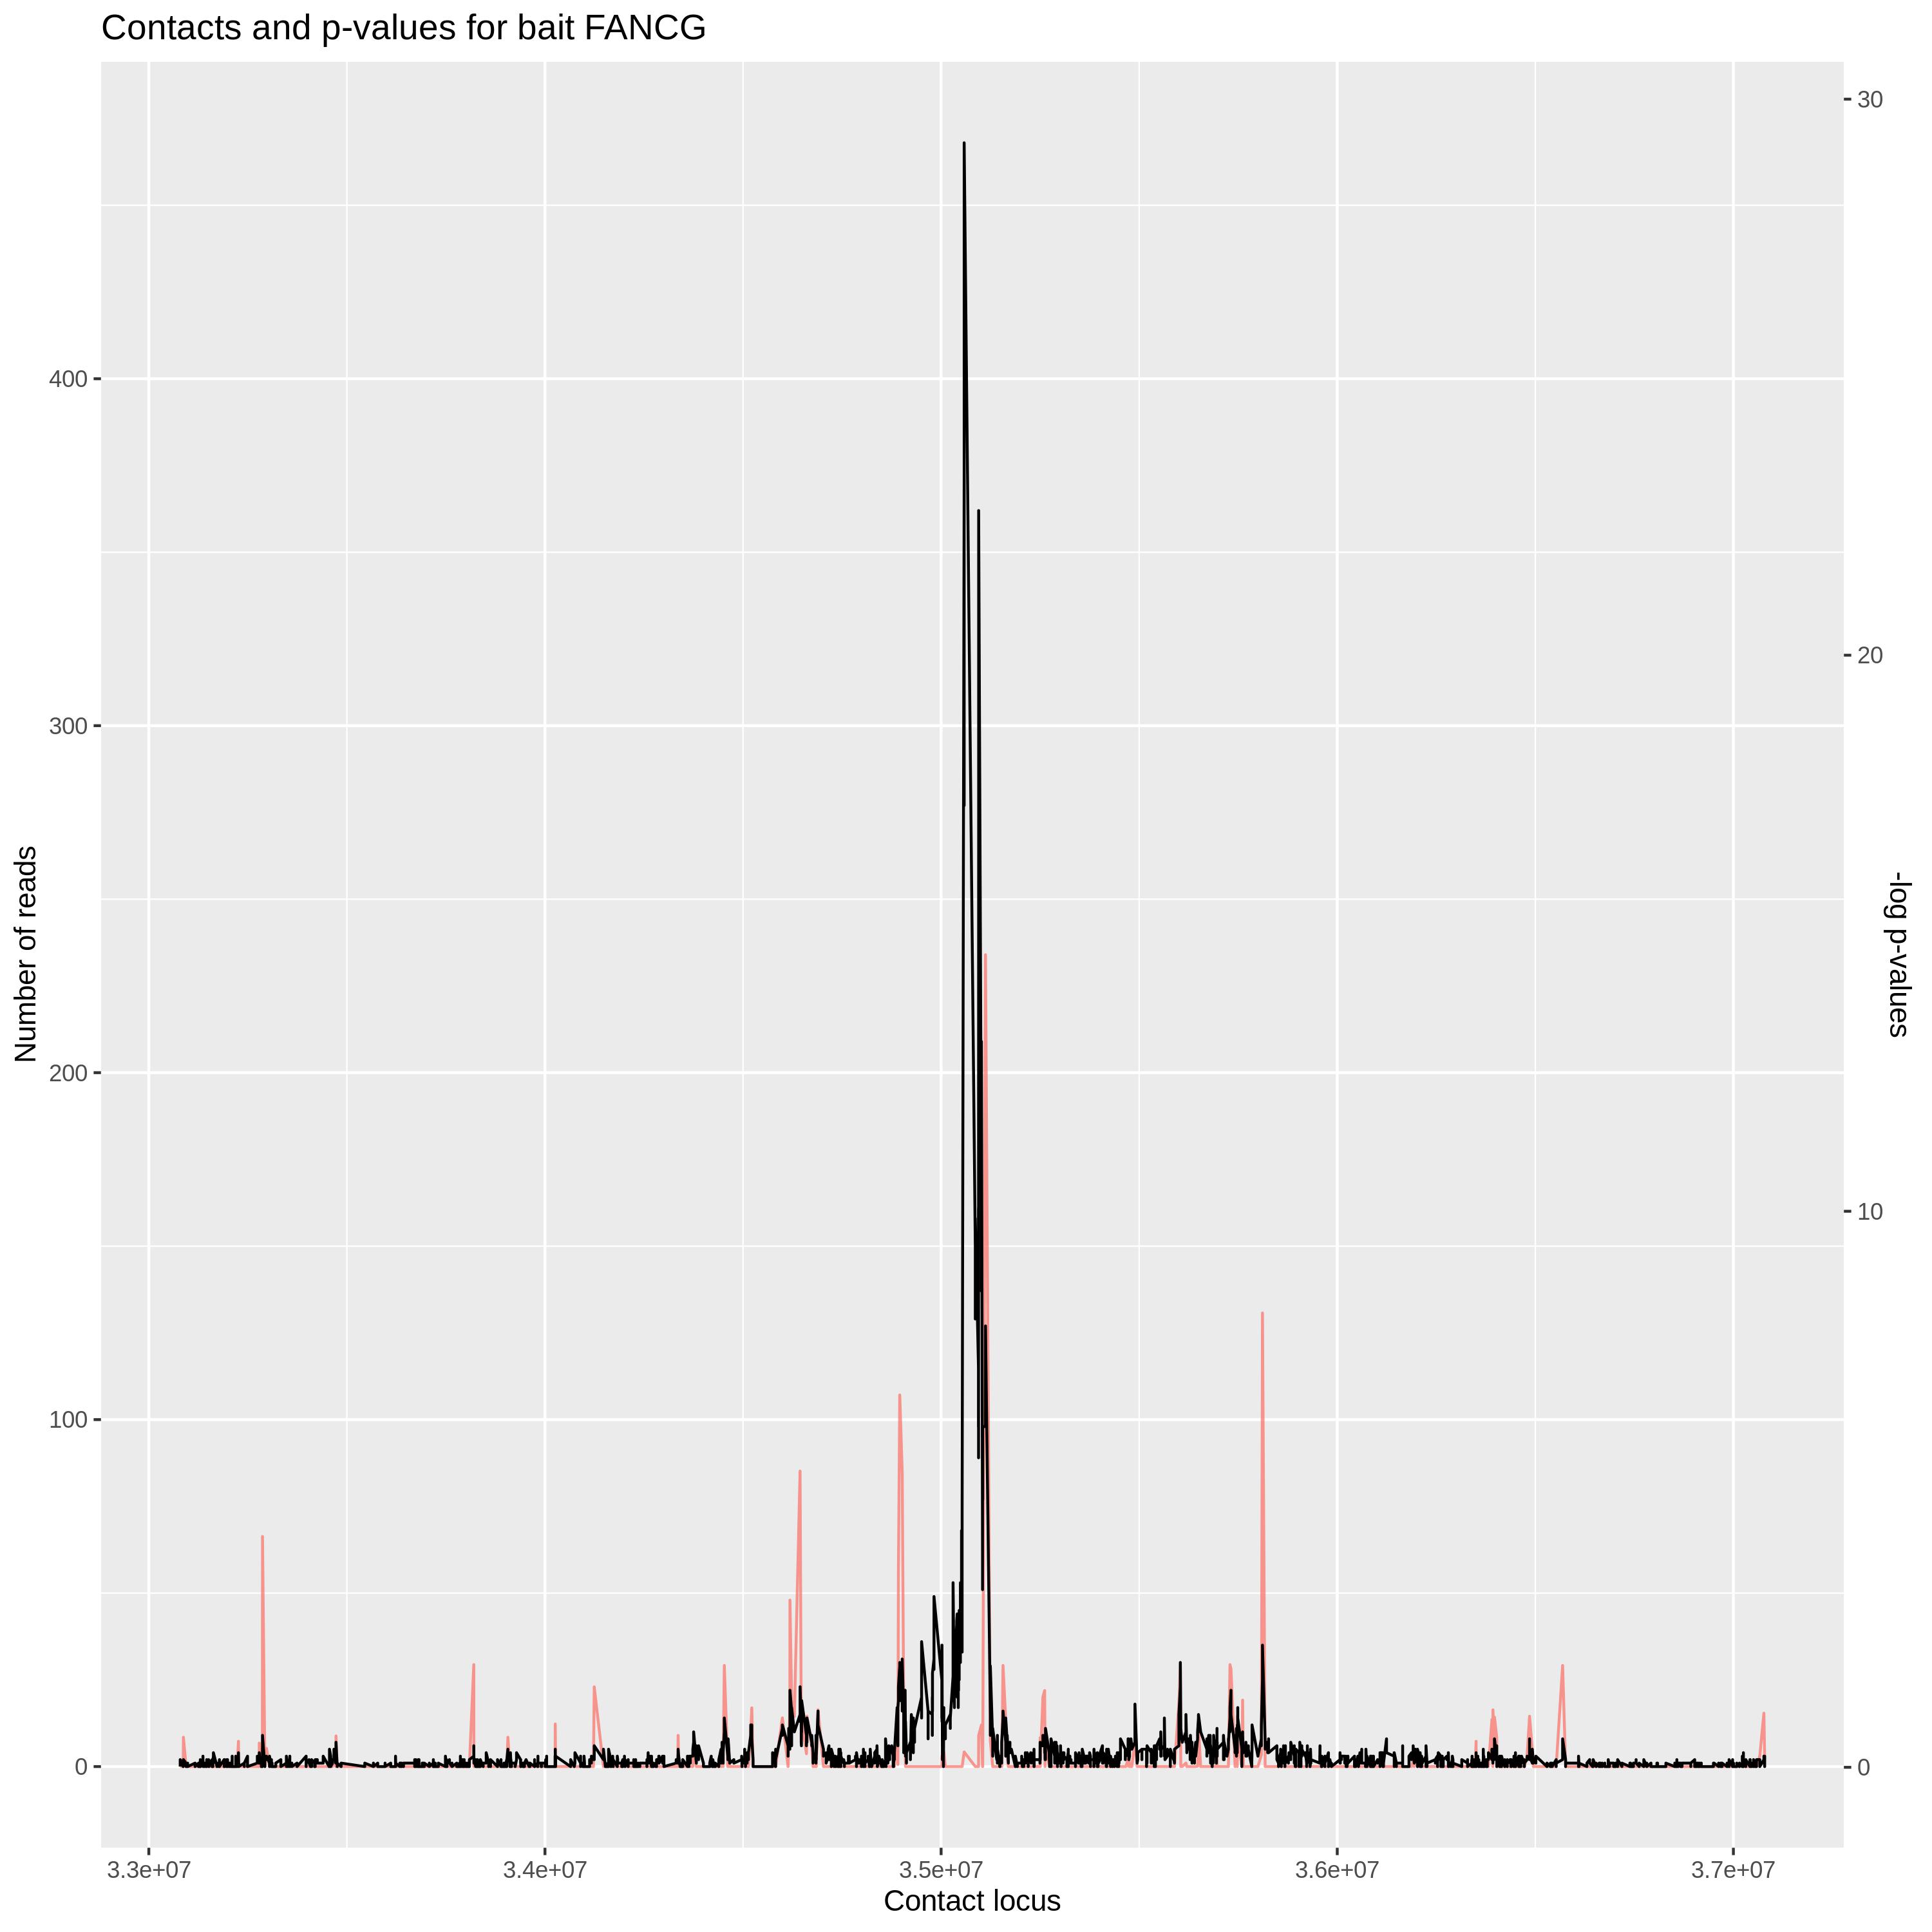 Contacts and p-values for bait FANCG
30
400
20
300
Number of reads
-log p-values
200
10
100
0
0
3.3e+07
3.4e+07
3.5e+07
3.6e+07
3.7e+07
Contact locus